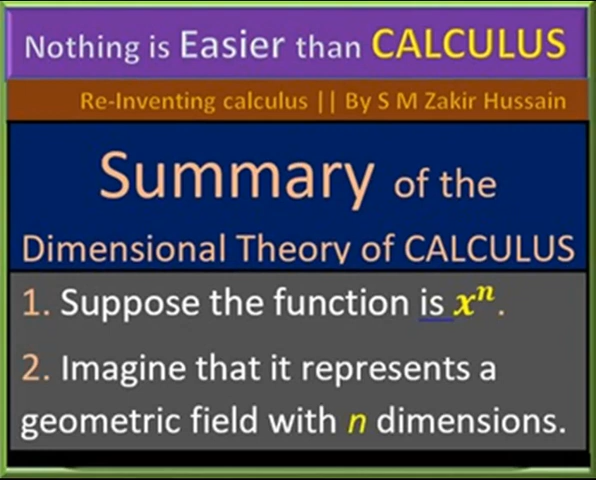 Nothing is Easier than CALCULUS
Re-Inventing calculus || By S M Zakir Hussain
Summary of the
Dimensional Theory of CALCULUS
1. Suppose the function is xⁿ.
2. Imagine that it represents a
geometric field with n dimensions.